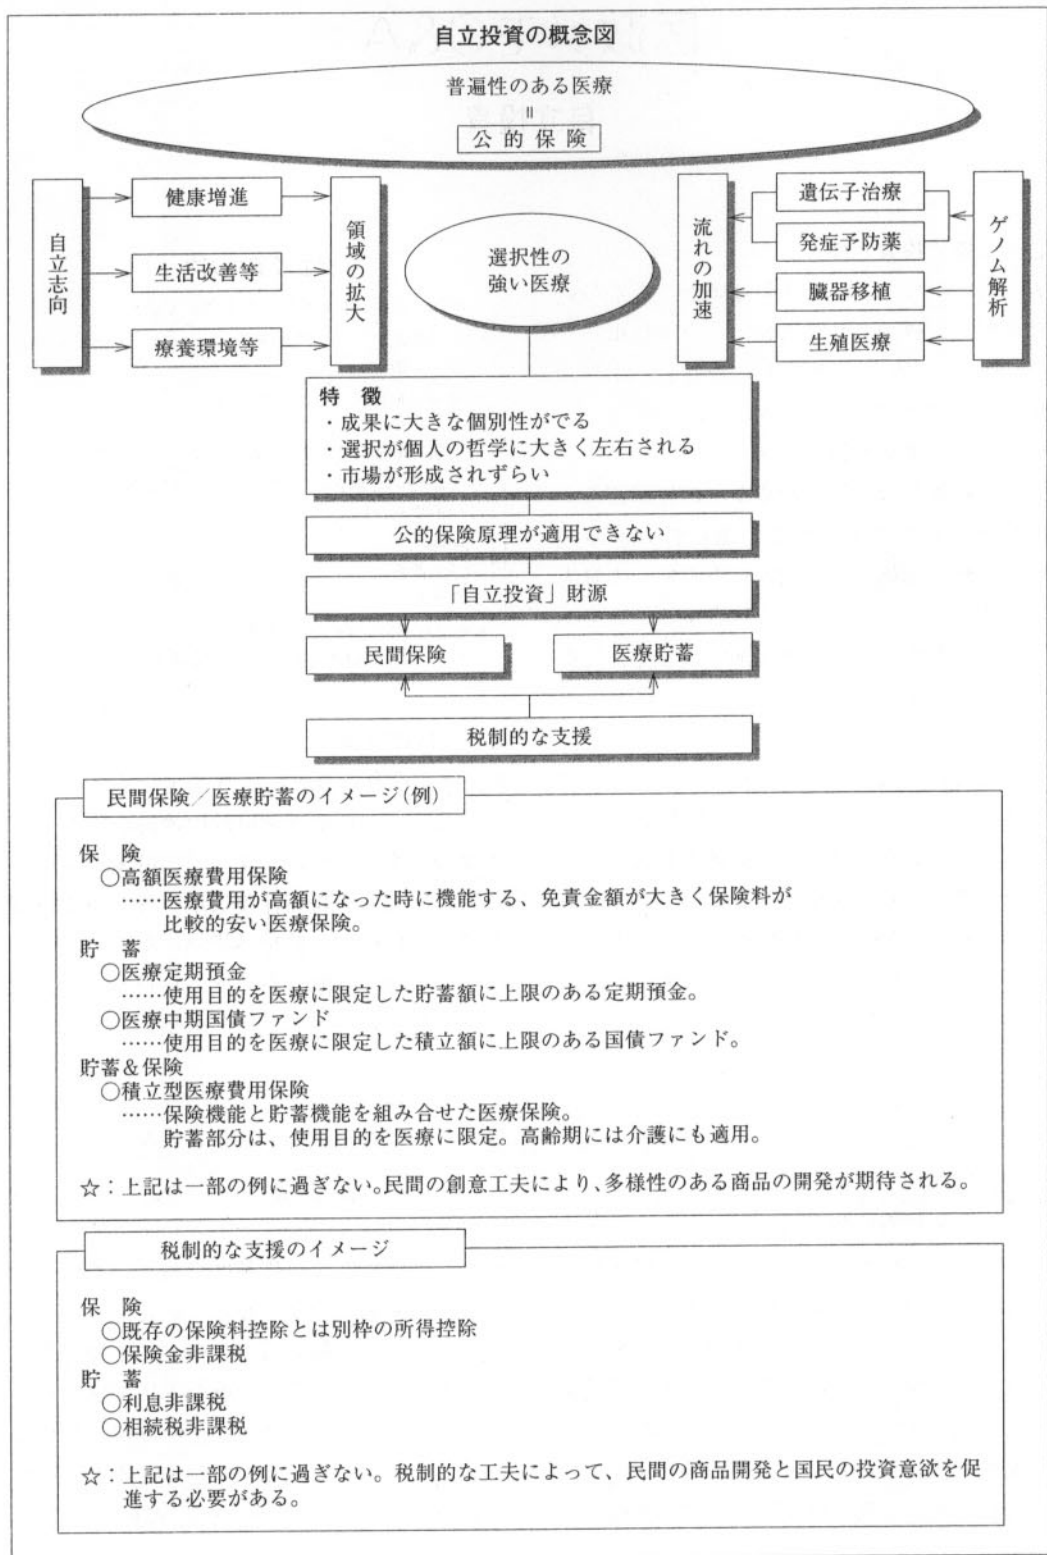 自立投資の概念図
普遍性のある医療
＝
公的保険
自立志向
健康増進
生活改善等
療養環境等
領域の拡大
選択性の
強い医療
流れの加速
遺伝子治療
発症予防薬
臓器移植
生殖医療
ゲノム解析
特　徴
・成果に大きな個別性がでる
・選択が個人の哲学に大きく左右される
・市場が形成されずらい
公的保険原理が適用できない
「自立投資」財源
民間保険
医療貯蓄
税制的な支援
民間保険／医療貯蓄のイメージ(例)
保　険
○高額医療費用保険
……医療費用が高額になった時に機能する、免責金額が大きく保険料が
比較的安い医療保険。
貯　蓄
○医療定期預金
……使用目的を医療に限定した貯蓄額に上限のある定期預金。
○医療中期国債ファンド
……使用目的を医療に限定した積立額に上限のある国債ファンド。
貯蓄＆保険
○積立型医療費用保険
……保険機能と貯蓄機能を組み合せた医療保険。
貯蓄部分は、使用目的を医療に限定。高齢期には介護にも適用。
☆：上記は一部の例に過ぎない。民間の創意工夫により、多様性のある商品の開発が期待される。
税制的な支援のイメージ
保　険
○既存の保険料控除とは別枠の所得控除
○保険金非課税
貯　蓄
○利息非課税
○相続税非課税
☆：上記は一部の例に過ぎない。税制的な工夫によって、民間の商品開発と国民の投資意欲を促
進する必要がある。